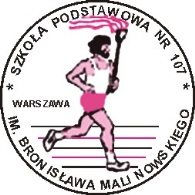 * SZKOŁA PODSTAWOWA NR 107 *
WARSZAWA
IM. BRONISŁAWA MALINOWSKIEGO